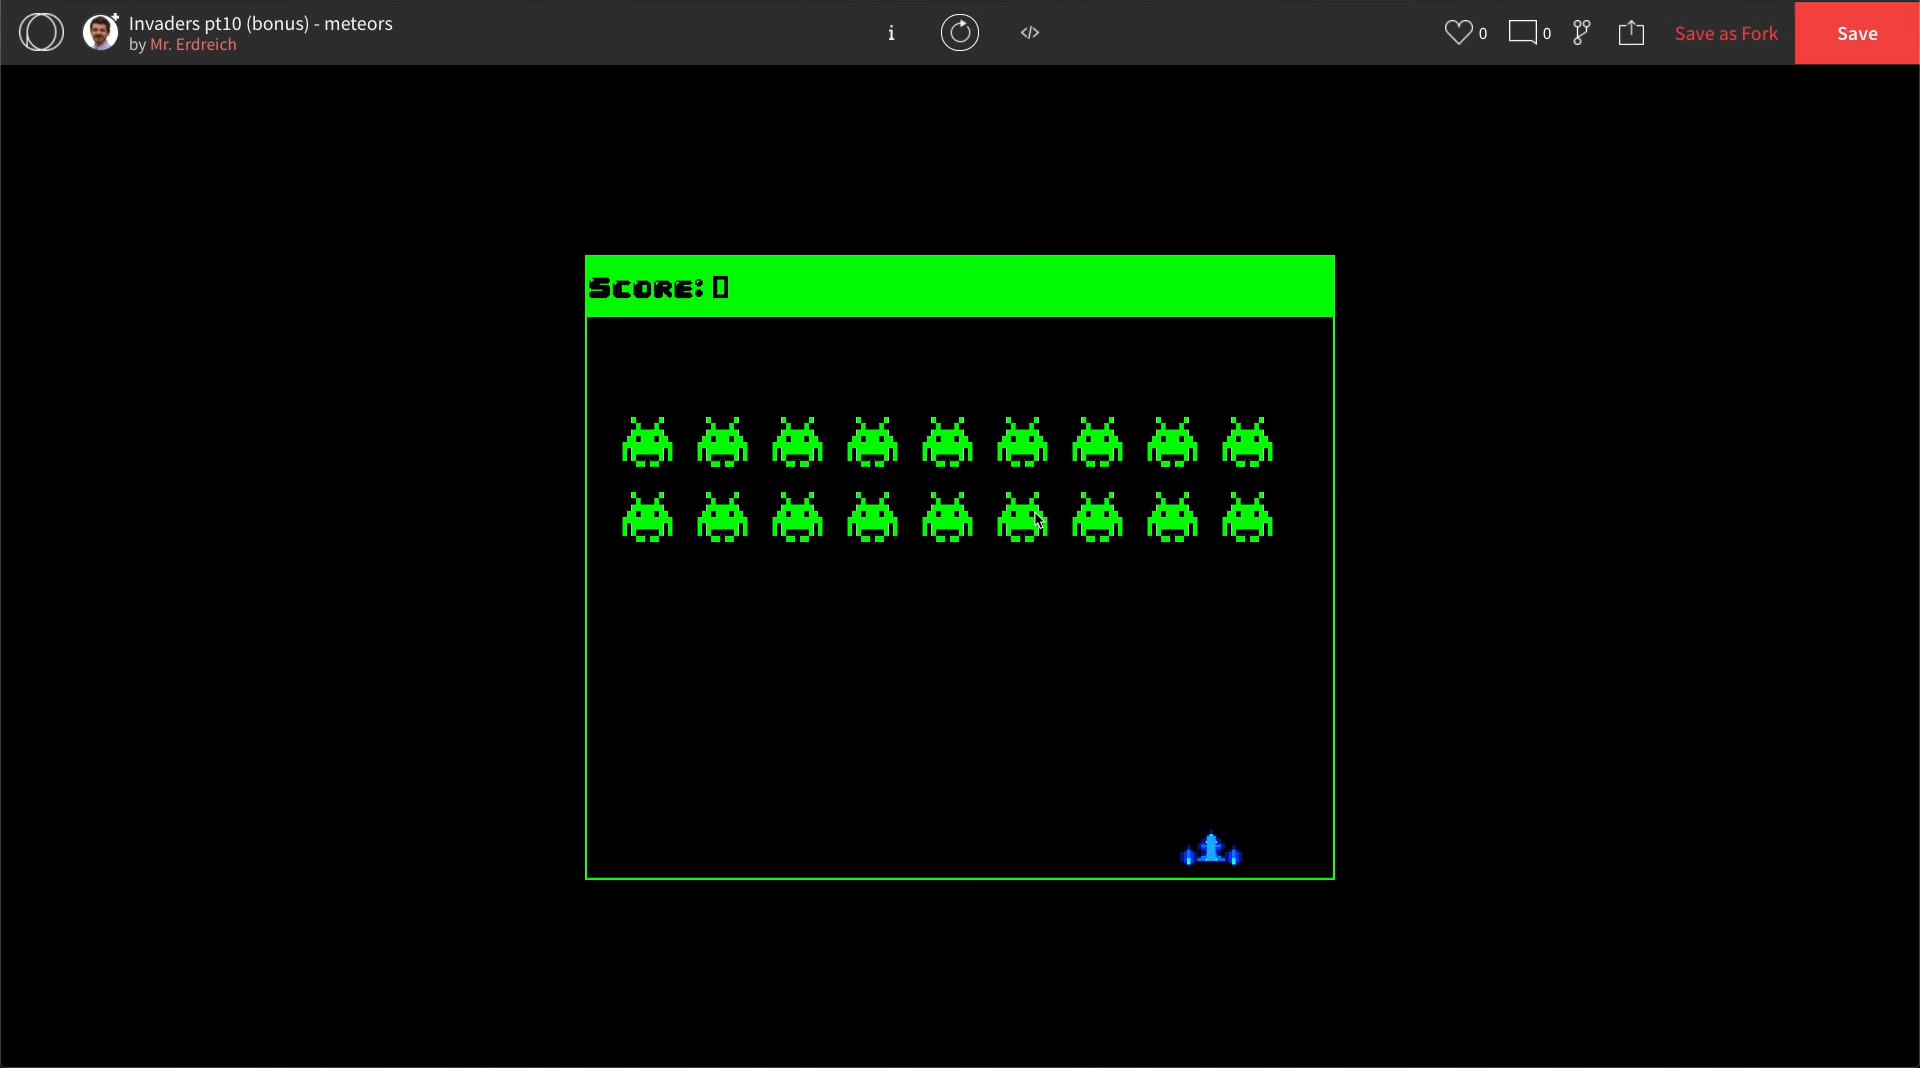 Invaders pt10 (bonus) - meteors
by Mr. Erdreich
i
</>
0
0
Save as Fork
Save
Score: 0